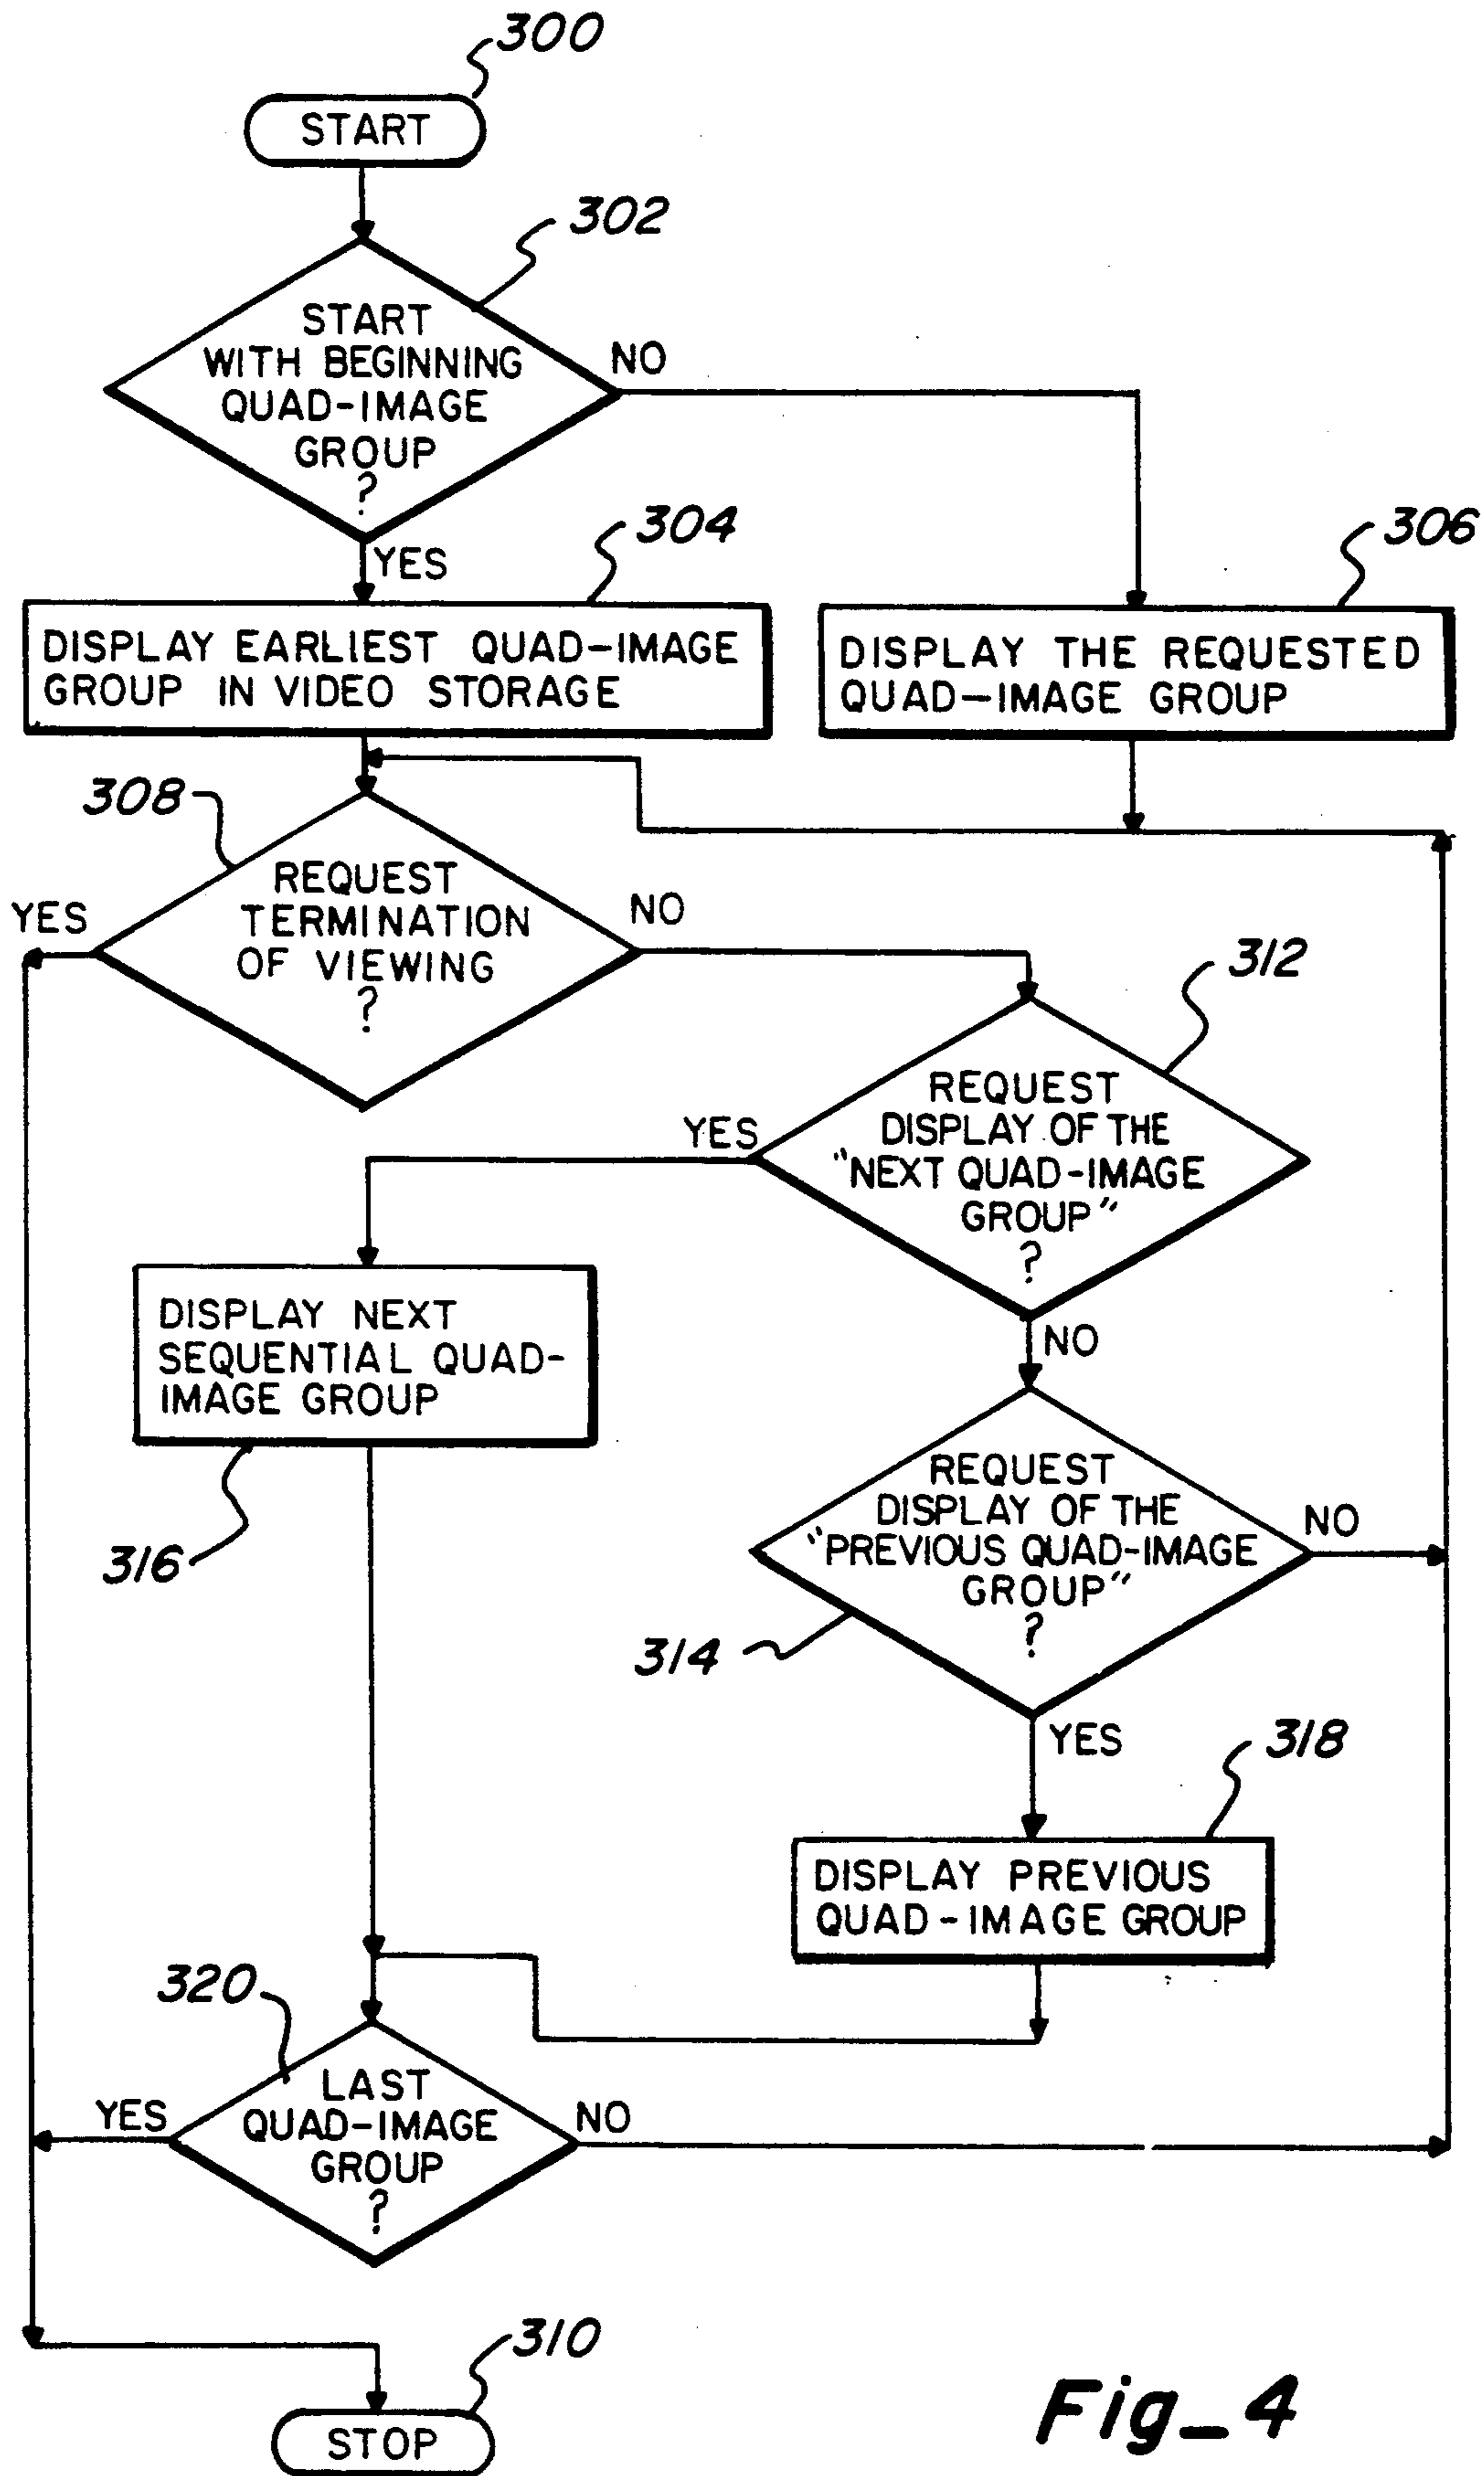 300
START
302
START
WITH BEGINNING
QUAD-IMAGE
GROUP
?
NO
YES
304
306
DISPLAY EARLIEST QUAD-IMAGE
GROUP IN VIDEO STORAGE
DISPLAY THE REQUESTED
QUAD-IMAGE GROUP
308
REQUEST
TERMINATION
OF VIEWING
?
YES
NO
312
REQUEST
DISPLAY OF THE
"NEXT QUAD-IMAGE
GROUP"
?
YES
NO
DISPLAY NEXT
SEQUENTIAL QUAD-
IMAGE GROUP
316
REQUEST
DISPLAY OF THE
"PREVIOUS QUAD-IMAGE
GROUP"
?
NO
314
YES
318
DISPLAY PREVIOUS
QUAD-IMAGE GROUP
320
LAST
QUAD-IMAGE
GROUP
?
YES
NO
310
STOP
Fig_4